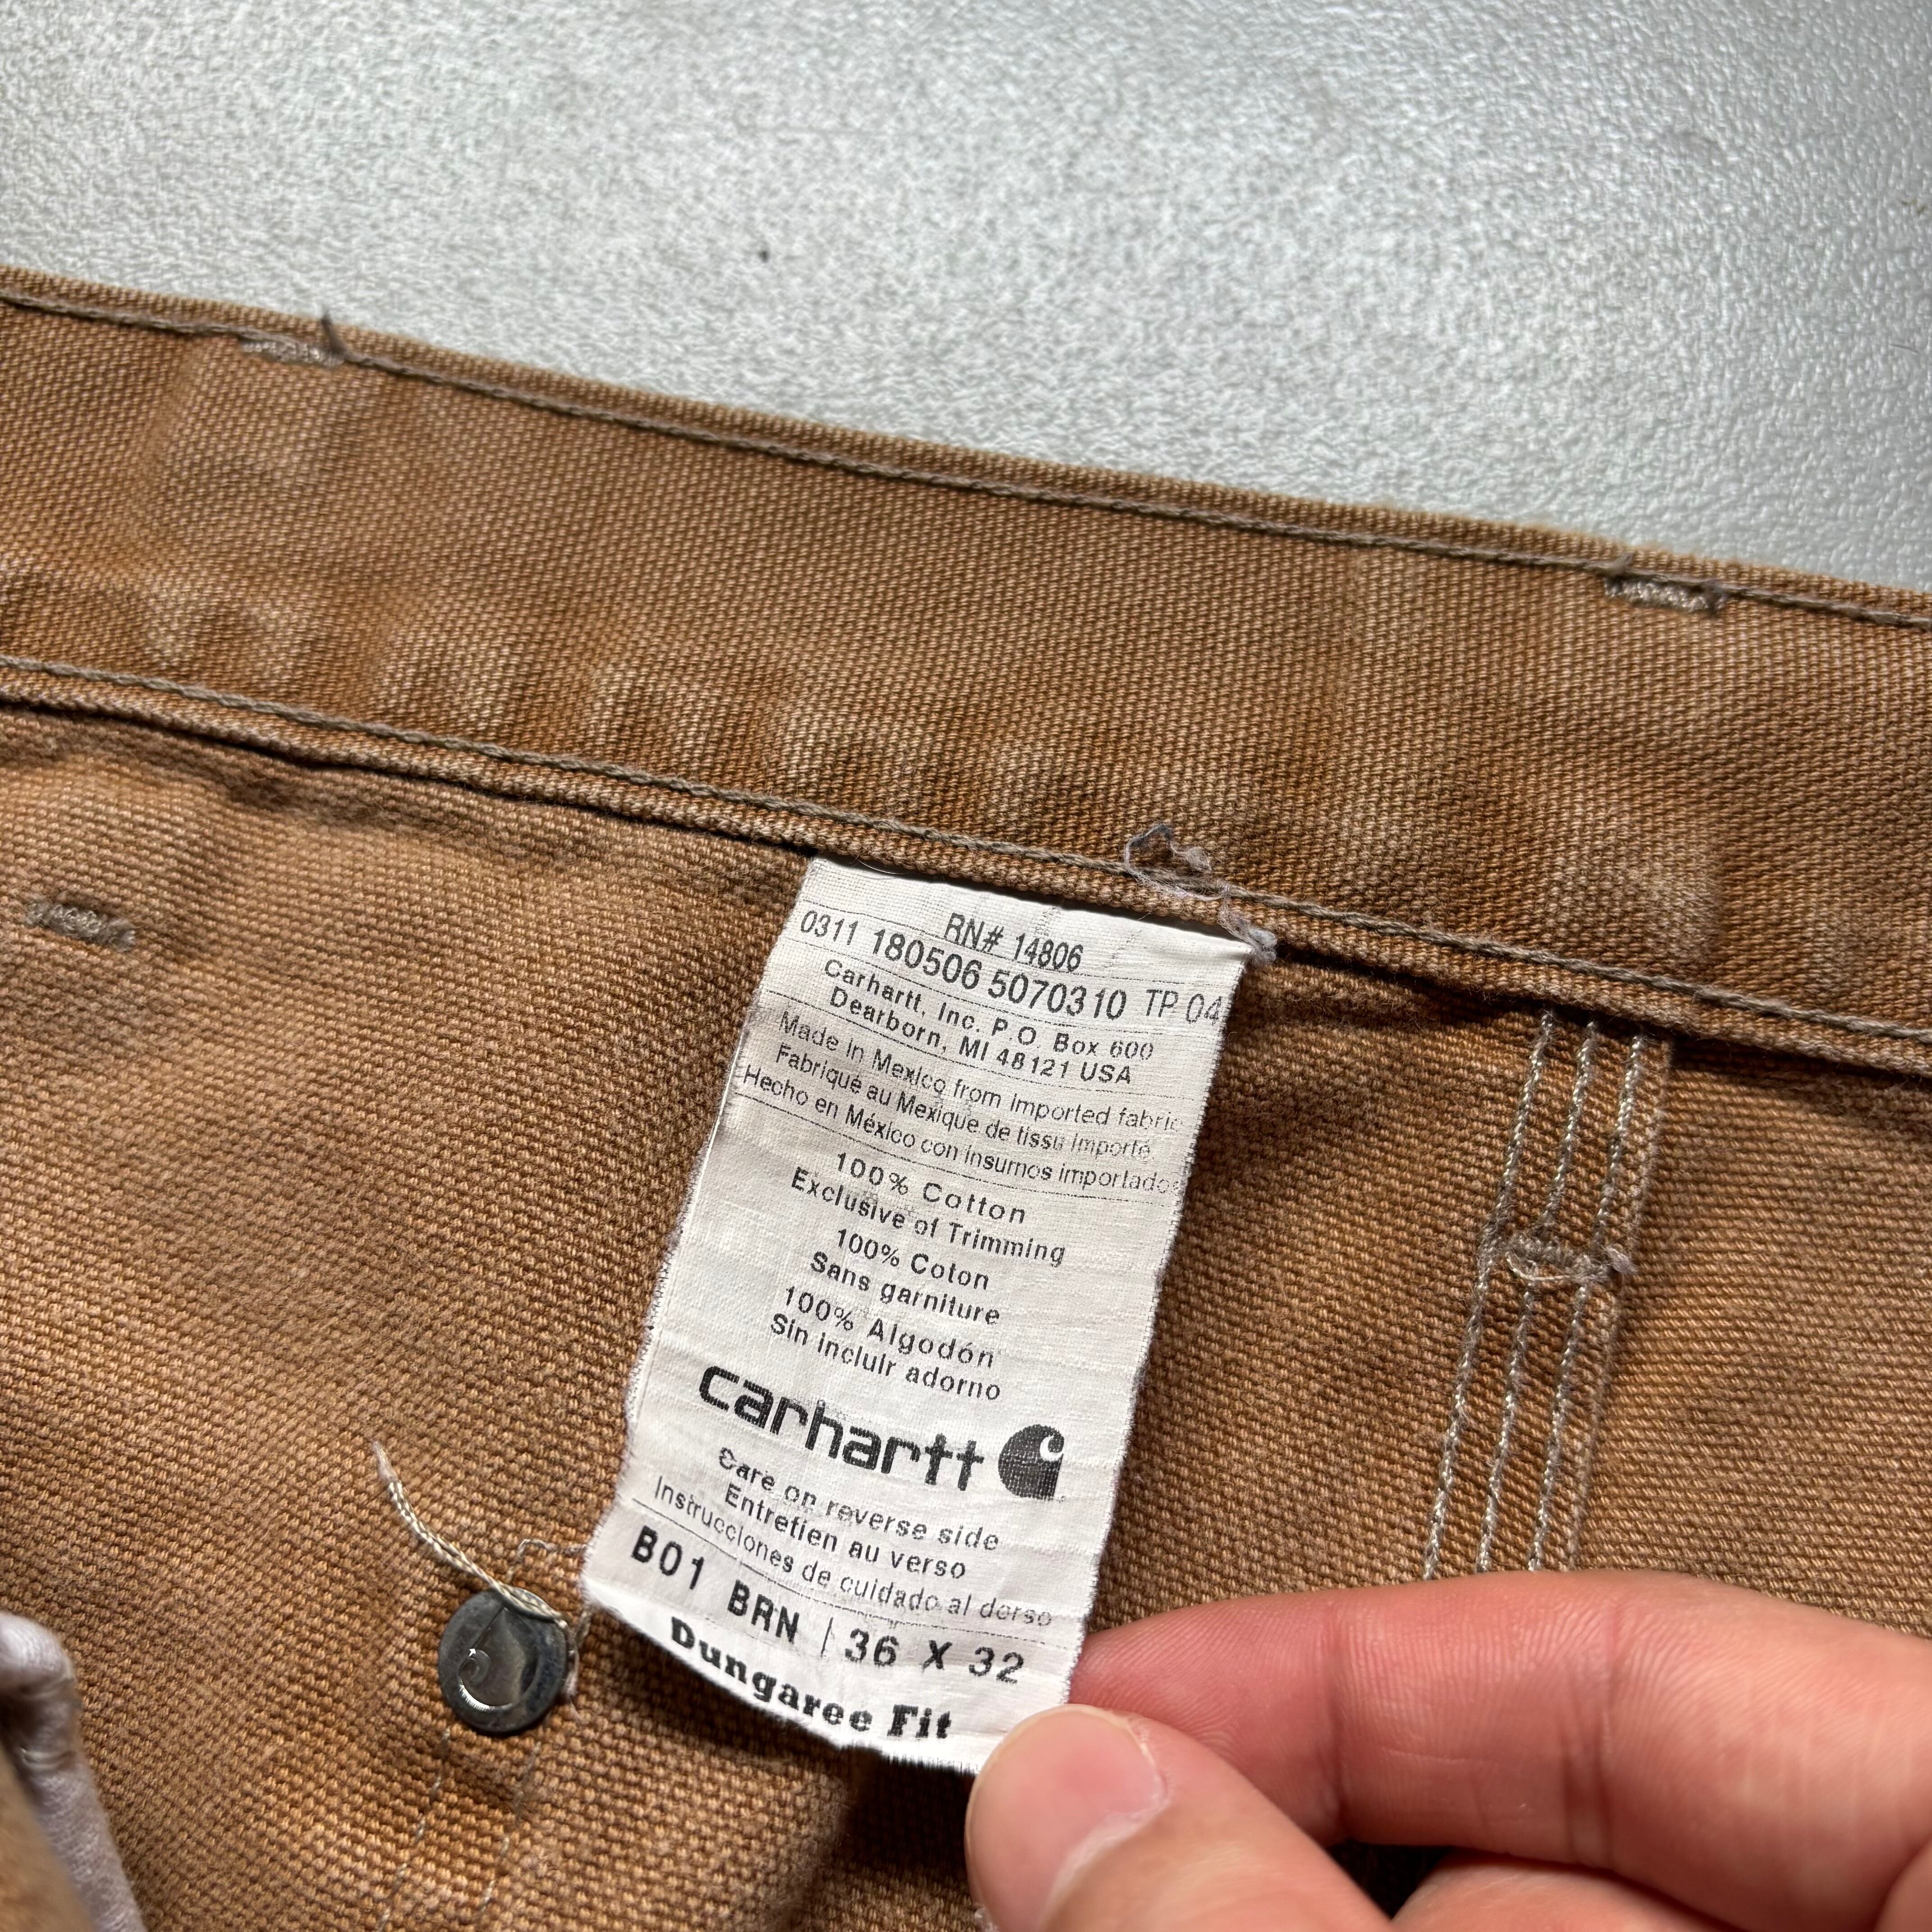 RN# 14806
0311 180506 5070310 TP 04
Carhartt, Inc. P.O. Box 600
Dearborn, MI 48121 USA
Made in Mexico from imported fabric
Fabriqué au Mexique de tissu importé
Hecho en México con insumos importados
100% Cotton
Exclusive of Trimming
100% Coton
Sans garniture
100% Algodón
Sin incluir adorno
carhartt
Care on reverse side
Entretien au verso
Instrucciones de cuidado al dorso
B01 BRN | 36 X 32
Dungaree Fit